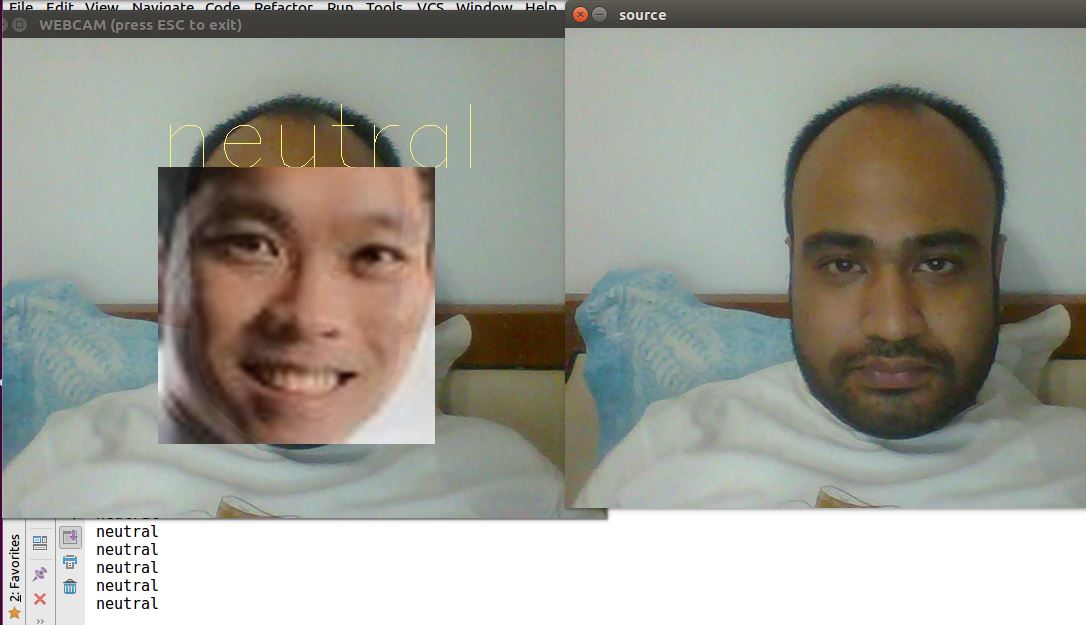 File Edit View Navigate Code Refactor Run Tools VCS Window Help
WEBCAM (press ESC to exit)
source
neutral
2: Favorites
neutral
neutral
neutral
neutral
neutral